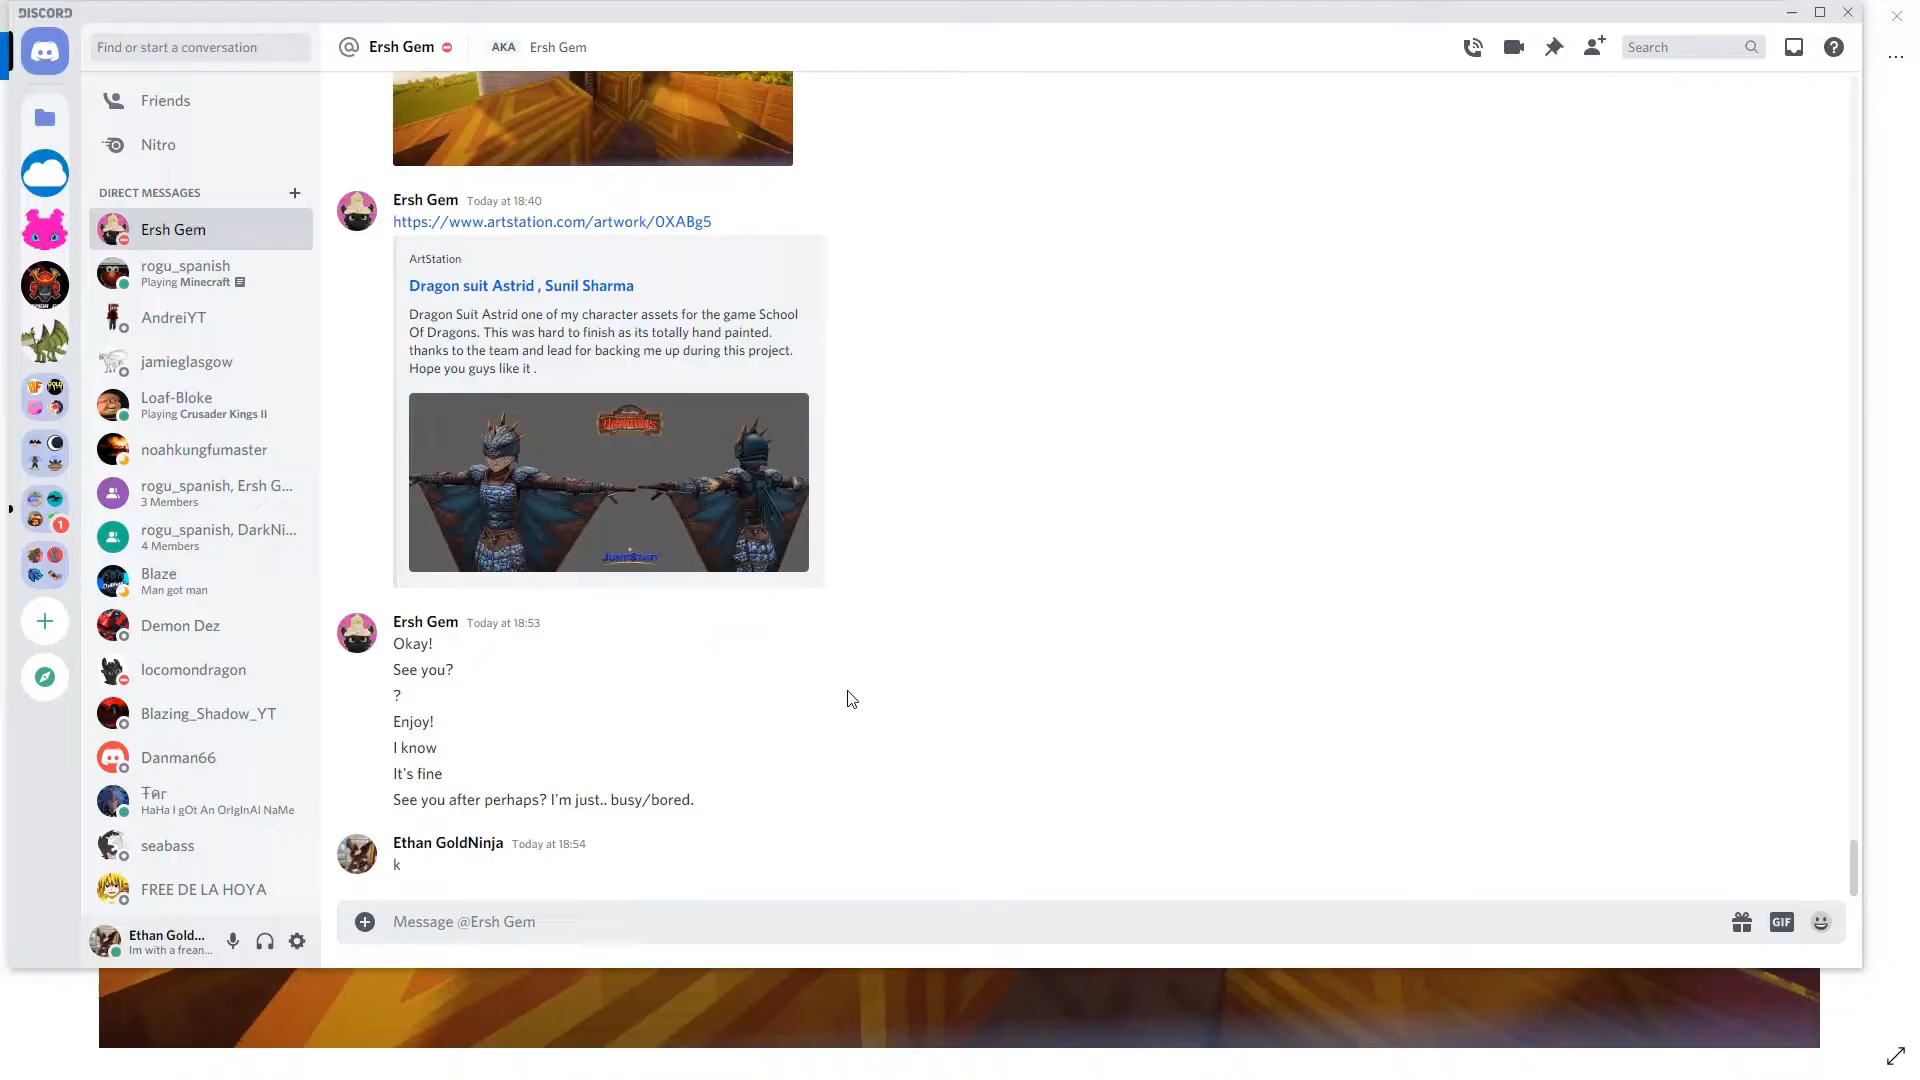 DISCORD
Find or start a conversation
Ersh Gem
AKA
Ersh Gem
Search
Friends
Nitro
DIRECT MESSAGES
Ersh Gem
rogu_spanish
Playing Minecraft
AndreiYT
jamieglasgow
Loaf-Bloke
Playing Crusader Kings II
noahkungfumaster
rogu_spanish, Ersh G...
3 Members
rogu_spanish, DarkNi...
4 Members
Blaze
Man got man
Demon Dez
locomondragon
Blazing_Shadow_YT
Danman66
HaHa I gOt An OrIgInAl NaMe
seabass
FREE DE LA HOYA
Ethan Gold...
Im with a frean...
1
Ersh Gem Today at 18:40
https://www.artstation.com/artwork/0XABg5
ArtStation
Dragon suit Astrid , Sunil Sharma
Dragon Suit Astrid one of my character assets for the game School
Of Dragons. This was hard to finish as its totally hand painted.
thanks to the team and lead for backing me up during this project.
Hope you guys like it .
DRAGONS
JUMPSTART
Ersh Gem Today at 18:53
Okay!
See you?
?
Enjoy!
I know
It's fine
See you after perhaps? I'm just.. busy/bored.
Ethan GoldNinja Today at 18:54
k
Message @Ersh Gem
GIF